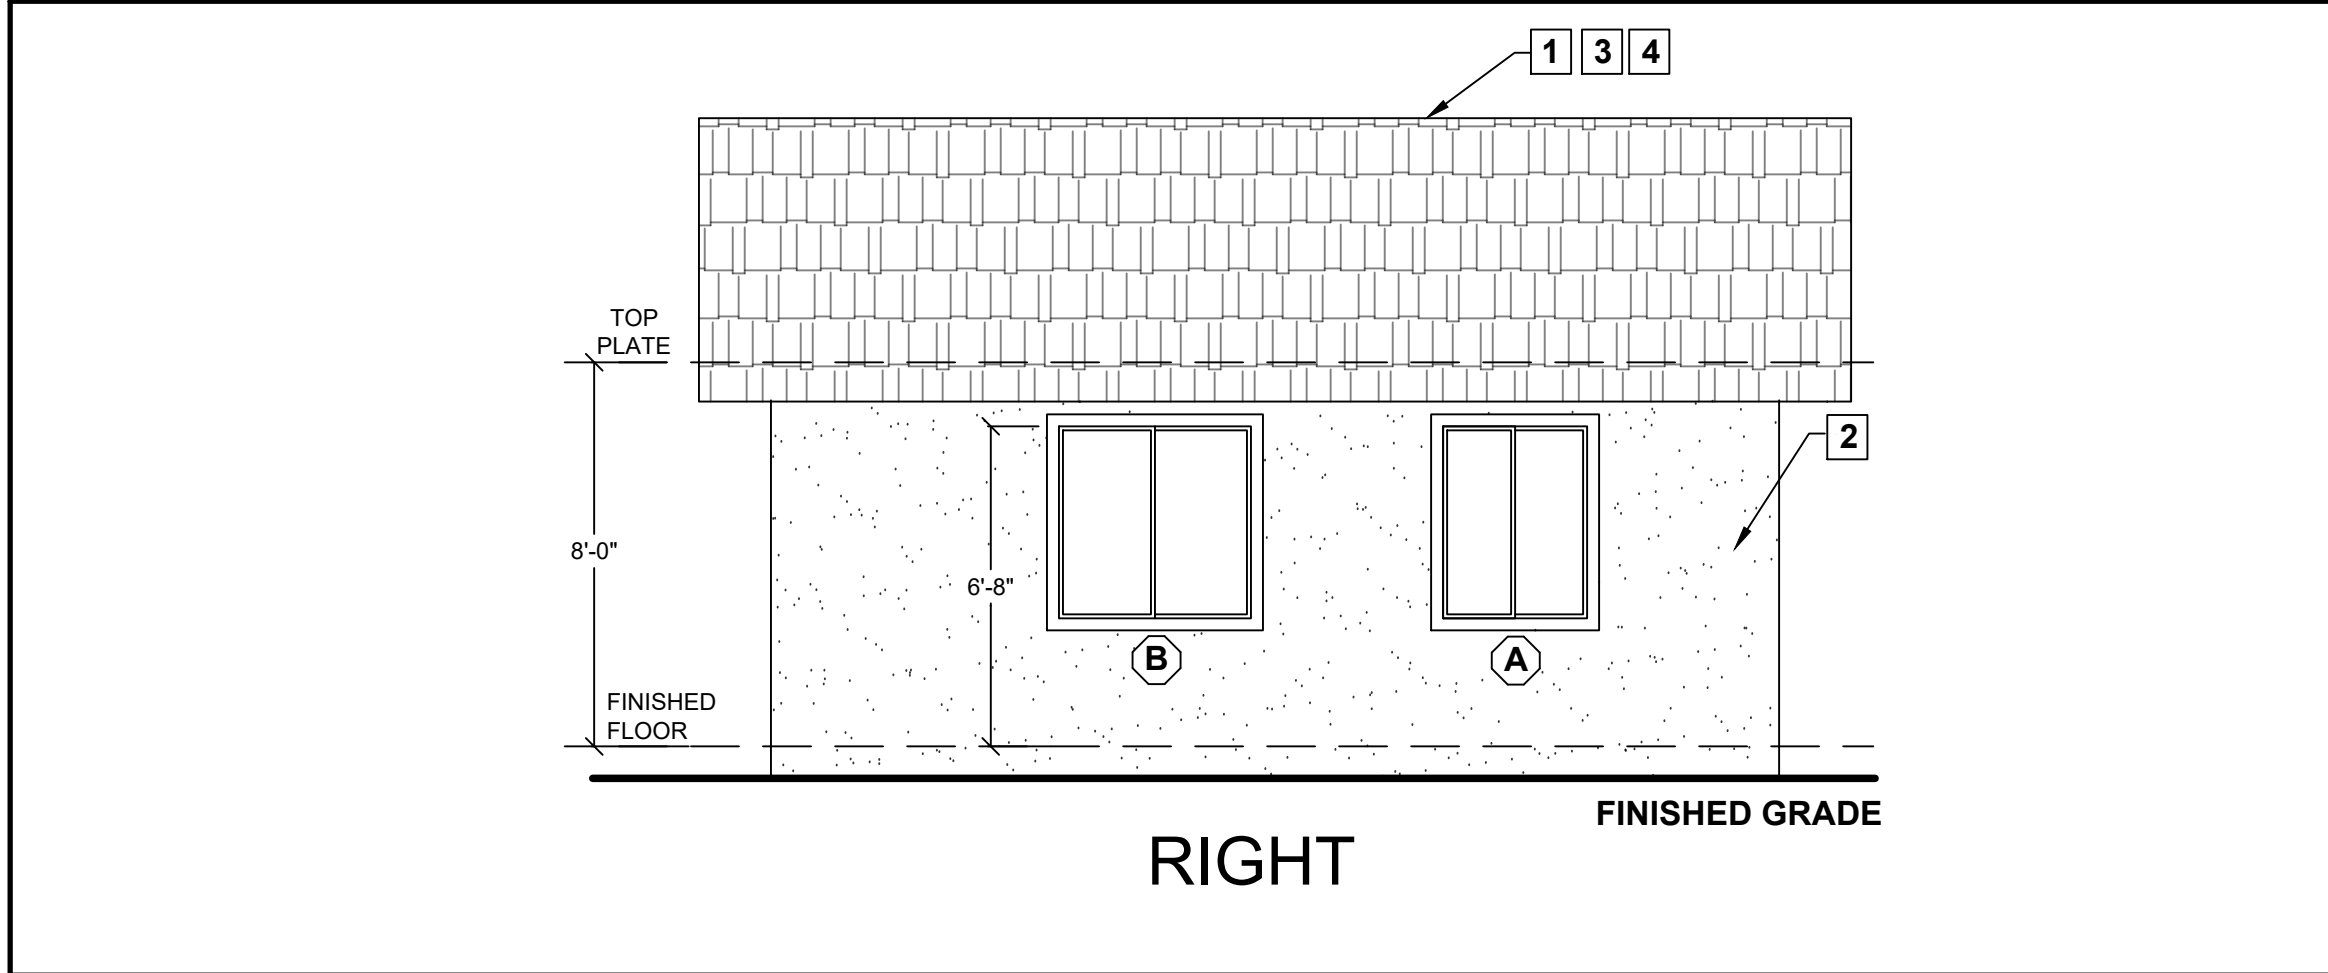 1 3 4
TOP
PLATE
2
8'-0"
6'-8"
B
A
FINISHED
FLOOR
FINISHED GRADE
RIGHT